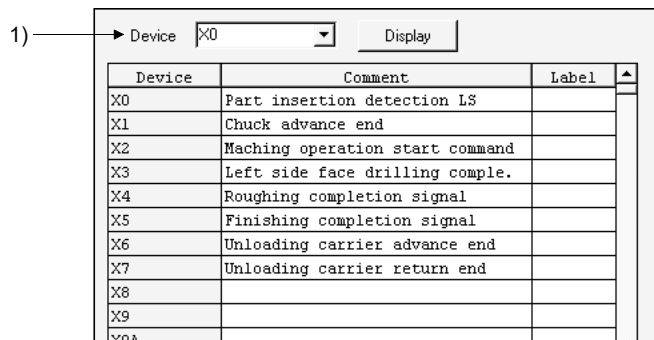 1) Device X0 Display
Device Comment Label
X0 Part insertion detection LS
X1 Chuck advance end
X2 Maching operation start command
X3 Left side face drilling comple.
X4 Roughing completion signal
X5 Finishing completion signal
X6 Unloading carrier advance end
X7 Unloading carrier return end
X8
X9
X0A